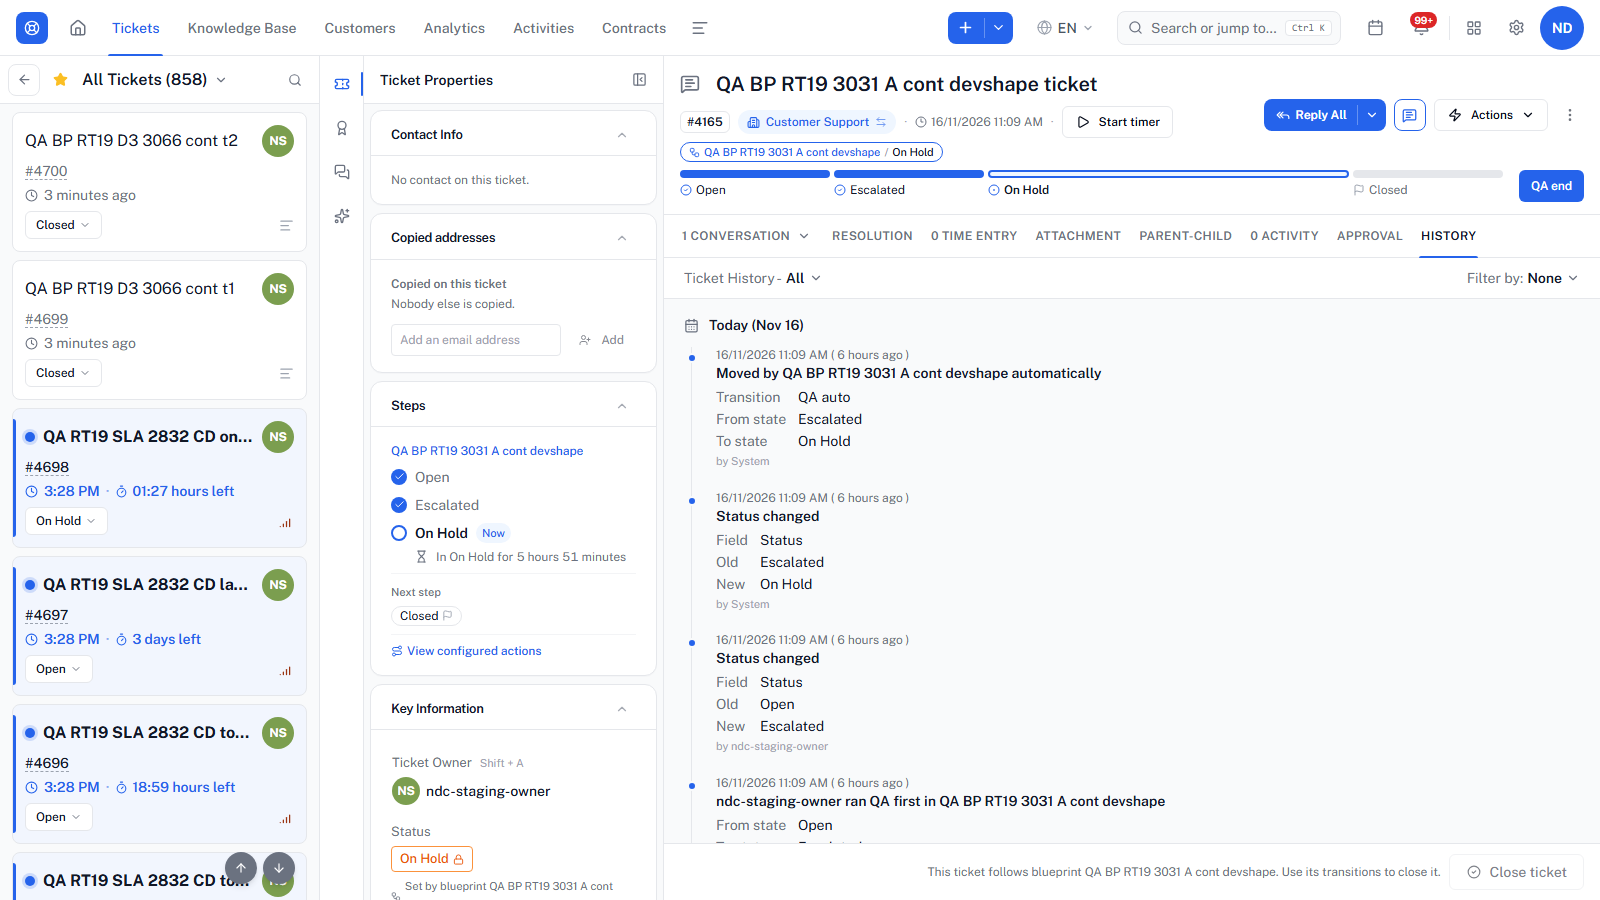 Tickets
Knowledge Base
Customers
Analytics
Activities
Contracts
EN
Search or jump to...
Ctrl K
99+
ND
All Tickets (858)
QA BP RT19 D3 3066 cont t2
NS
#4700
3 minutes ago
Closed
QA BP RT19 D3 3066 cont t1
NS
#4699
3 minutes ago
Closed
QA RT19 SLA 2832 CD on...
NS
#4698
3:28 PM · 01:27 hours left
On Hold
QA RT19 SLA 2832 CD la...
NS
#4697
3:28 PM · 3 days left
Open
QA RT19 SLA 2832 CD to...
NS
#4696
3:28 PM · 18:59 hours left
Open
QA RT19 SLA 2832 CD to...
Ticket Properties
Contact Info
No contact on this ticket.
Copied addresses
Copied on this ticket
Nobody else is copied.
Add an email address
Add
Steps
QA BP RT19 3031 A cont devshape
Open
Escalated
On Hold Now
In On Hold for 5 hours 51 minutes
Next step
Closed
View configured actions
Key Information
Ticket Owner Shift + A
NS ndc-staging-owner
Status
On Hold
Set by blueprint QA BP RT19 3031 A cont
QA BP RT19 3031 A cont devshape ticket
#4165
Customer Support
· 16/11/2026 11:09 AM ·
Start timer
Reply All
Actions
QA BP RT19 3031 A cont devshape / On Hold
Open
Escalated
On Hold
Closed
QA end
1 CONVERSATION
RESOLUTION
0 TIME ENTRY
ATTACHMENT
PARENT-CHILD
0 ACTIVITY
APPROVAL
HISTORY
Ticket History - All
Filter by: None
Today (Nov 16)
16/11/2026 11:09 AM ( 6 hours ago )
Moved by QA BP RT19 3031 A cont devshape automatically
Transition QA auto
From state Escalated
To state On Hold
by System
16/11/2026 11:09 AM ( 6 hours ago )
Status changed
Field Status
Old Escalated
New On Hold
by System
16/11/2026 11:09 AM ( 6 hours ago )
Status changed
Field Status
Old Open
New Escalated
by ndc-staging-owner
16/11/2026 11:09 AM ( 6 hours ago )
ndc-staging-owner ran QA first in QA BP RT19 3031 A cont devshape
From state Open
This ticket follows blueprint QA BP RT19 3031 A cont devshape. Use its transitions to close it.
Close ticket